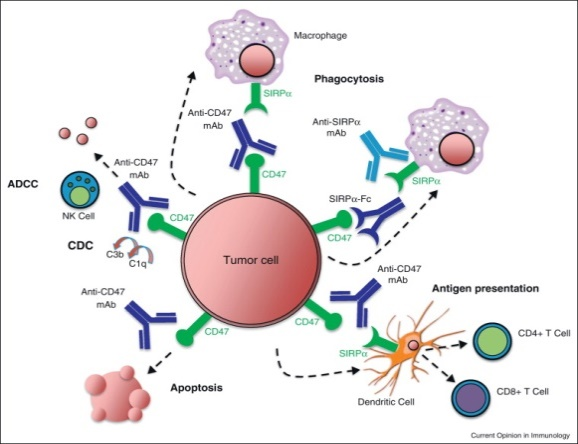 Macrophage
Phagocytosis
SIRPα
Anti-CD47
mAb
Anti-SIRPα
mAb
CD47
SIRPα
Anti-CD47
mAb
ADCC
NK Cell
SIRPα-Fc
CD47
CD47
CDC
C3b
C1q
Tumor cell
Anti-CD47
mAb
Anti-CD47
mAb
Antigen presentation
CD47
CD47
SIRPα
CD4+ T Cell
Apoptosis
Dendritic Cell
CD8+ T Cell
Current Opinion in Immunology